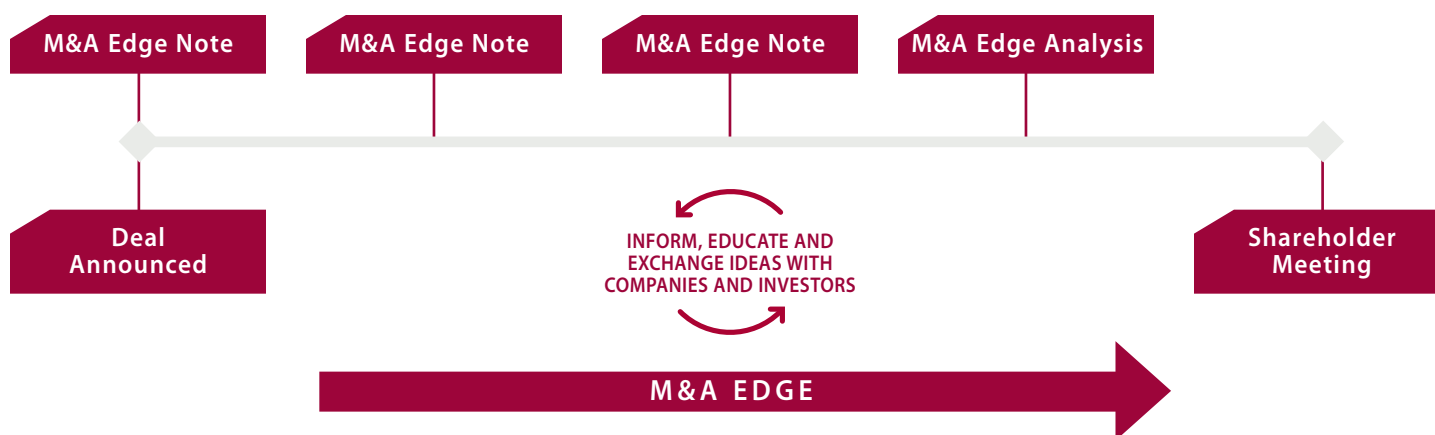 M&A Edge Note
M&A Edge Note
M&A Edge Note
M&A Edge Analysis
Deal
Announced
INFORM, EDUCATE AND
EXCHANGE IDEAS WITH
COMPANIES AND INVESTORS
Shareholder
Meeting
M&A EDGE